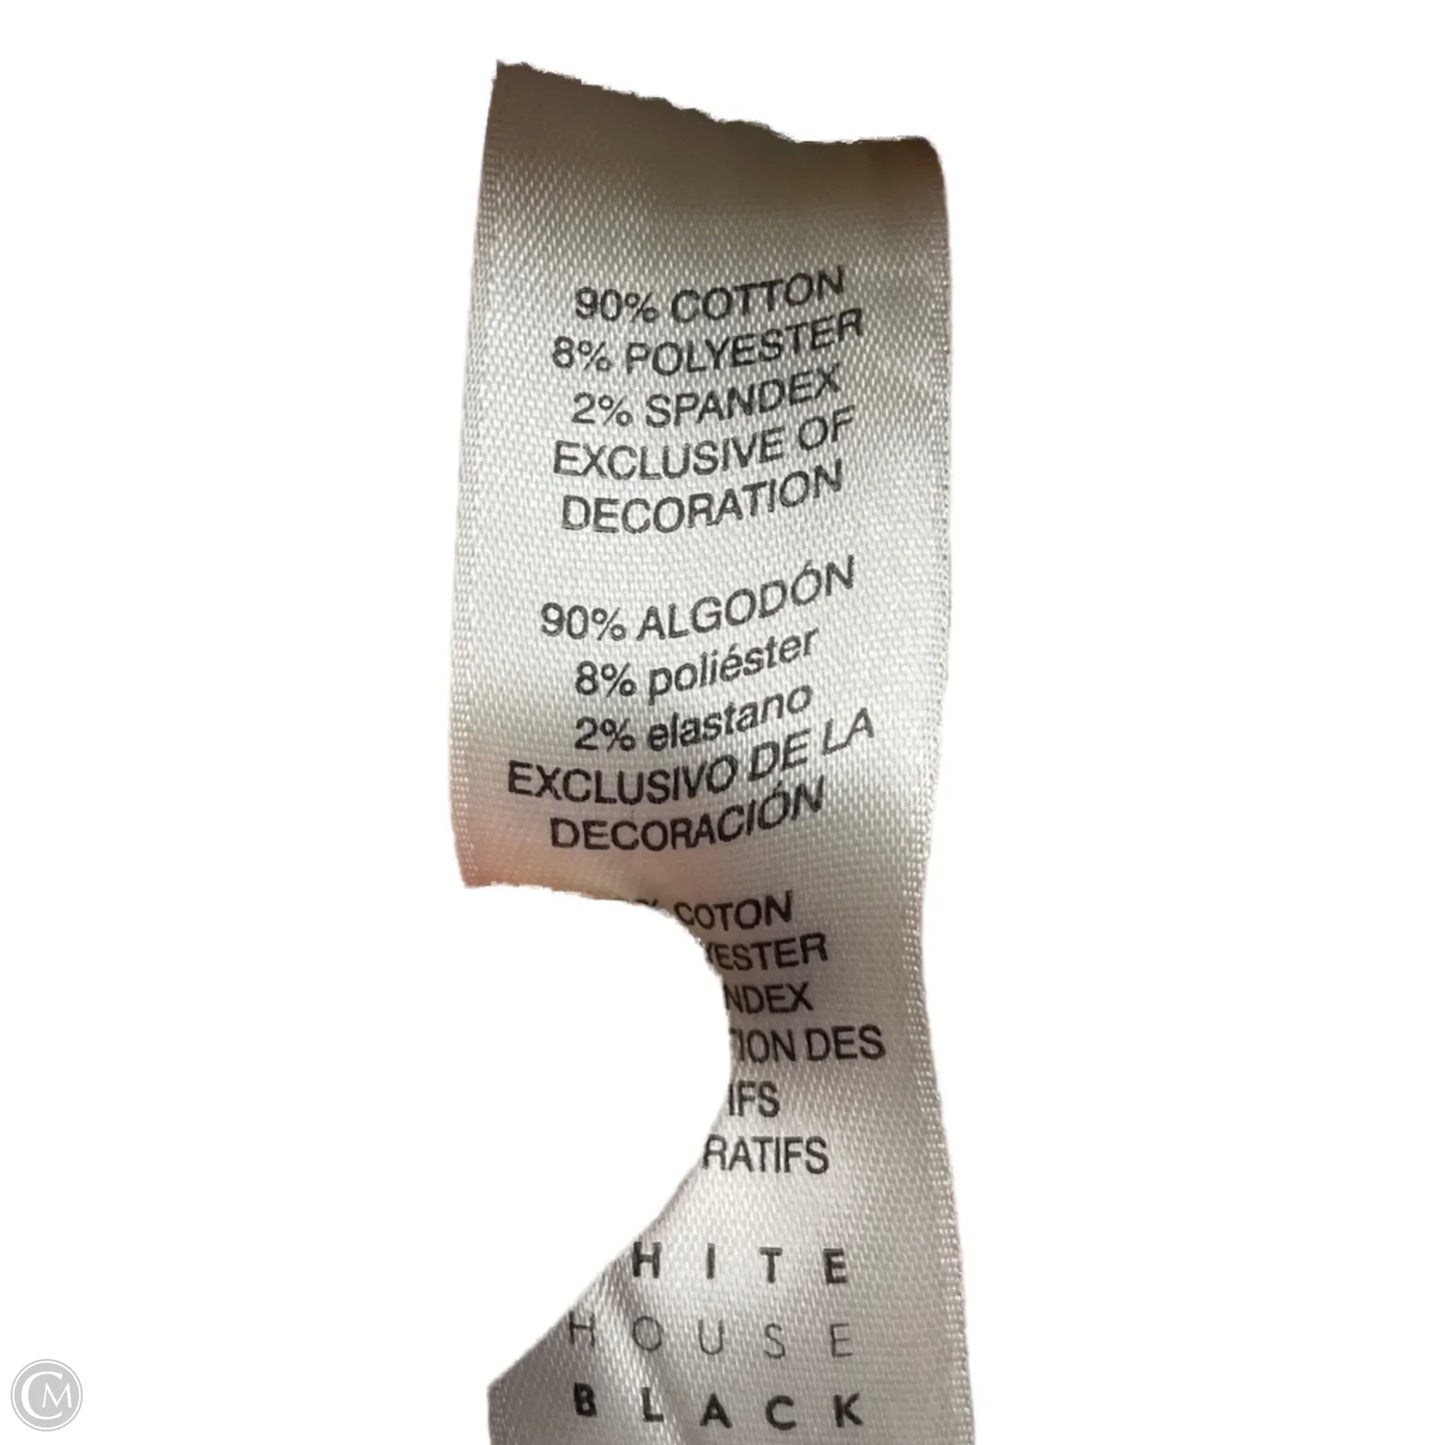 90% COTTON
8% POLYESTER
2% SPANDEX
EXCLUSIVE OF
DECORATION
90% ALGODÓN
8% poliéster
2% elastano
EXCLUSIVO DE LA
DECORACIÓN
% COTON
YESTER
NDEX
TION DES
IFS
RATIFS
HITE
HOUSE
BLACK
CM